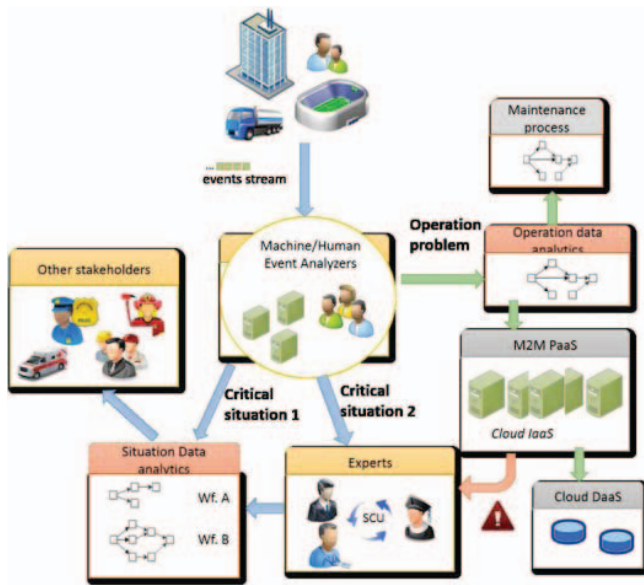 ... events stream
Maintenance
process
Operation
problem
Machine/Human
Event Analyzers
Operation data
analytics
Other stakeholders
M2M PaaS
Cloud IaaS
Critical
situation 1
Critical
situation 2
Situation Data
analytics
Wf. A
Wf. B
Experts
SCU
Cloud DaaS